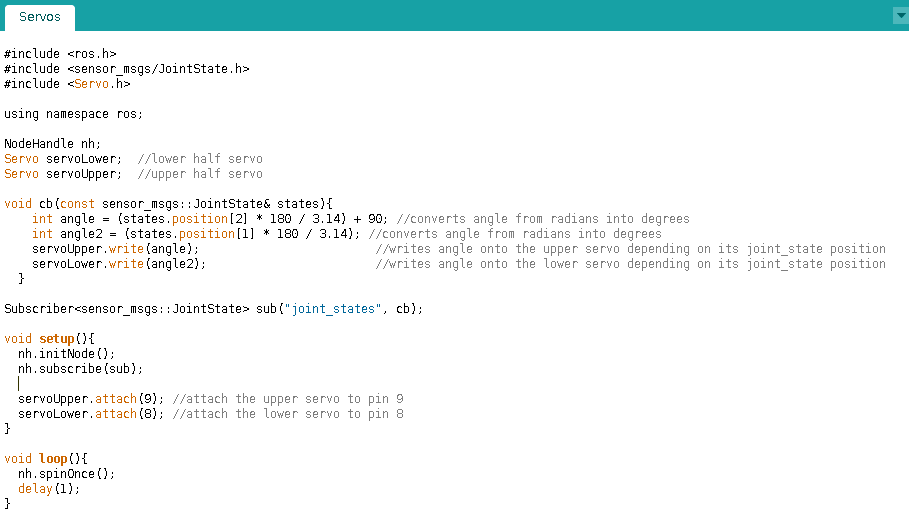 Servos
#include <ros.h>
#include <sensor_msgs/JointState.h>
#include <Servo.h>
using namespace ros;
NodeHandle nh;
Servo servoLower;  //lower half servo
Servo servoUpper;  //upper half servo
void cb(const sensor_msgs::JointState& states){
    int angle = (states.position[2] * 180 / 3.14) + 90; //converts angle from radians into degrees
    int angle2 = (states.position[1] * 180 / 3.14); //converts angle from radians into degrees
    servoUpper.write(angle);                         //writes angle onto the upper servo depending on its joint_state position
    servoLower.write(angle2);                        //writes angle onto the lower servo depending on its joint_state position
  }
Subscriber<sensor_msgs::JointState> sub("joint_states", cb);
void setup(){
  nh.initNode();
  nh.subscribe(sub);
  servoUpper.attach(9); //attach the upper servo to pin 9
  servoLower.attach(8); //attach the lower servo to pin 8
}
void loop(){
  nh.spinOnce();
  delay(1);
}